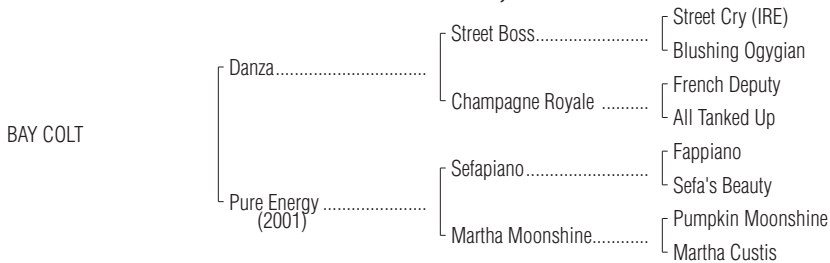 Street Cry (IRE)
Street Boss..........................
Blushing Ogygian
Danza...............................
French Deputy
Champagne Royale ..........
All Tanked Up
BAY COLT
Fappiano
Sefapiano..........................
Sefa's Beauty
Pure Energy .....................
(2001)
Pumpkin Moonshine
Martha Moonshine............
Martha Custis